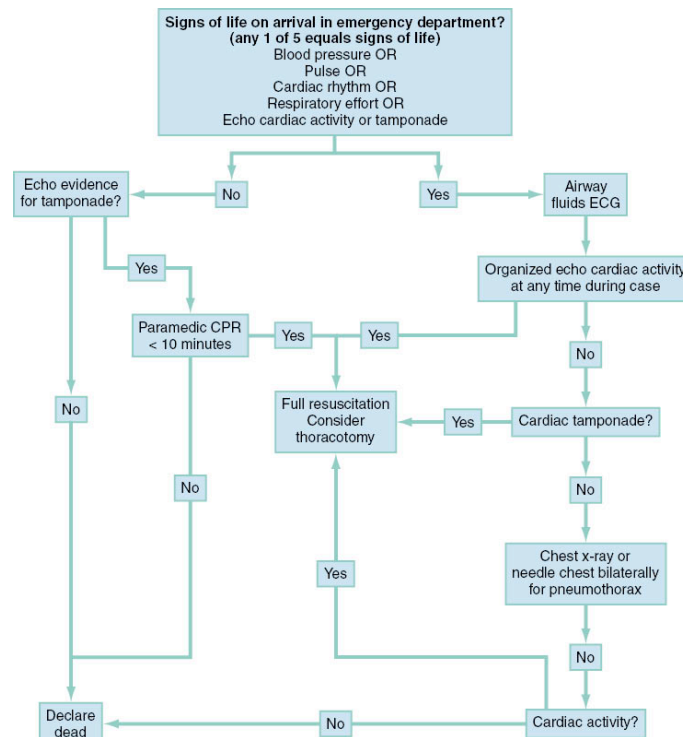 Signs of life on arrival in emergency department?
(any 1 of 5 equals signs of life)
Blood pressure OR
Pulse OR
Cardiac rhythm OR
Respiratory effort OR
Echo cardiac activity or tamponade
Echo evidence
for tamponade?
No
Yes
Airway
fluids ECG
Yes
Organized echo cardiac activity
at any time during case
Paramedic CPR
< 10 minutes
Yes
Yes
No
No
Full resuscitation
Consider
thoracotomy
Yes
Cardiac tamponade?
No
No
Chest x-ray or
needle chest bilaterally
for pneumothorax
Yes
No
Declare
dead
No
Cardiac activity?